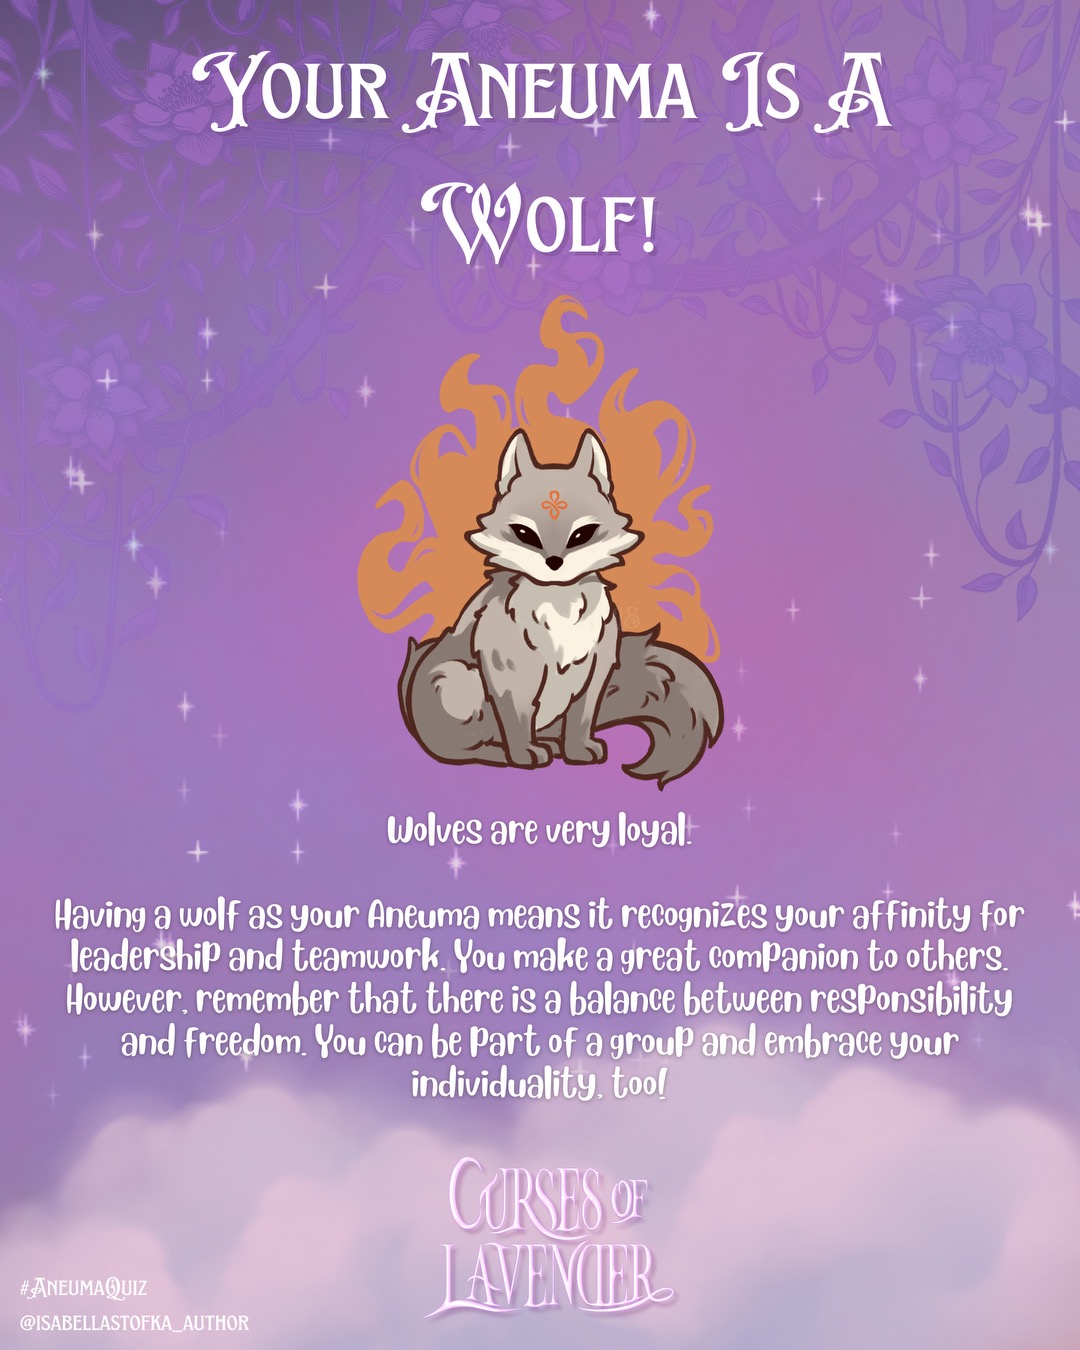 Your Aneuma Is A
Wolf!
Wolves are very loyal.
Having a wolf as your Aneuma means it recognizes your affinity for
leadership and teamwork. You make a great companion to others.
However, remember that there is a balance between responsibility
and freedom. You can be part of a group and embrace your
individuality, too!
Curses of
Lavender
#AneumaQuiz
@isabellastofka_author